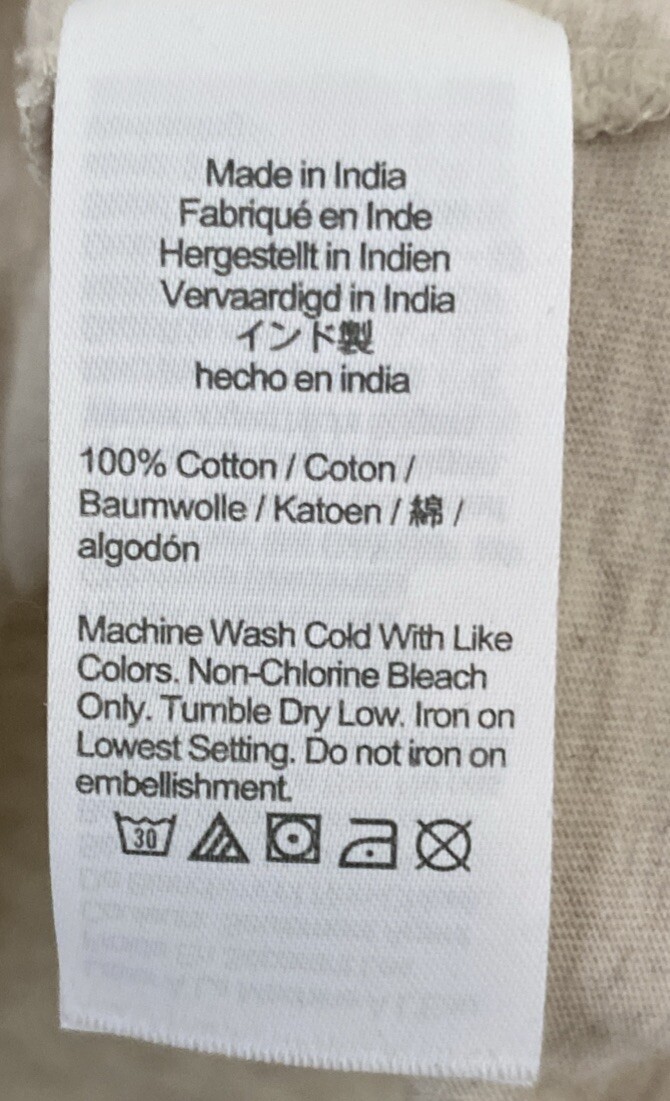 Made in India
Fabriqué en Inde
Hergestellt in Indien
Vervaardigd in India
インド製
hecho en india
100% Cotton / Coton /
Baumwolle / Katoen / 綿 /
algodón
Machine Wash Cold With Like
Colors. Non-Chlorine Bleach
Only. Tumble Dry Low. Iron on
Lowest Setting. Do not iron on
embellishment.
30